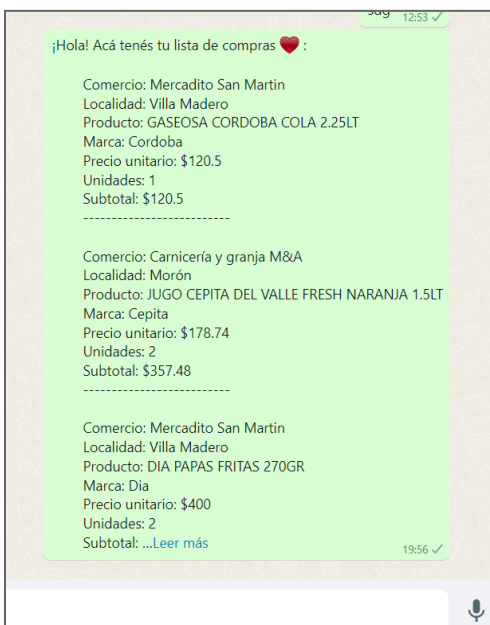 12:53
¡Hola! Acá tenés tu lista de compras ❤️ :
Comercio: Mercadito San Martin
Localidad: Villa Madero
Producto: GASEOSA CORDOBA COLA 2.25LT
Marca: Cordoba
Precio unitario: $120.5
Unidades: 1
Subtotal: $120.5
--------------------------
Comercio: Carnicería y granja M&A
Localidad: Morón
Producto: JUGO CEPITA DEL VALLE FRESH NARANJA 1.5LT
Marca: Cepita
Precio unitario: $178.74
Unidades: 2
Subtotal: $357.48
--------------------------
Comercio: Mercadito San Martin
Localidad: Villa Madero
Producto: DIA PAPAS FRITAS 270GR
Marca: Dia
Precio unitario: $400
Unidades: 2
Subtotal: ...Leer más
19:56